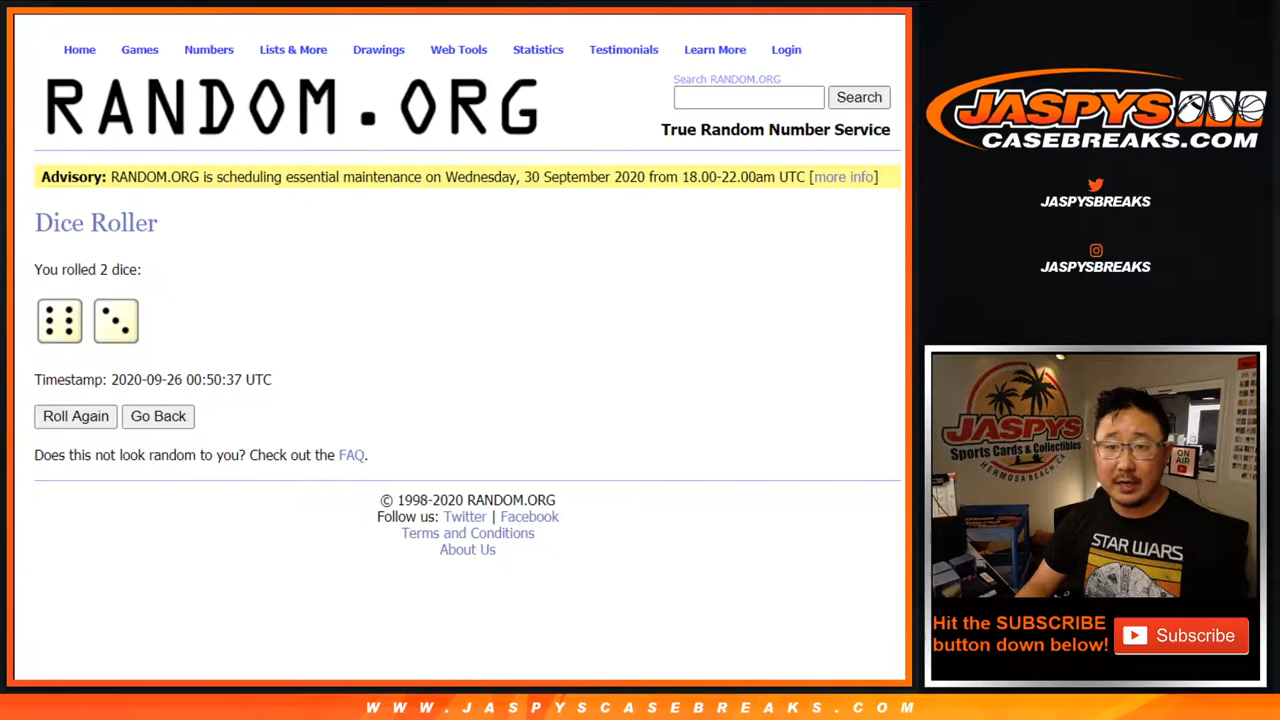 Home Games Numbers Lists & More Drawings Web Tools Statistics Testimonials Learn More Login
RANDOM.ORG
Search RANDOM.ORG
Search
True Random Number Service
Advisory: RANDOM.ORG is scheduling essential maintenance on Wednesday, 30 September 2020 from 18.00-22.00am UTC [more info]
Dice Roller
You rolled 2 dice:
Timestamp: 2020-09-26 00:50:37 UTC
Roll Again Go Back
Does this not look random to you? Check out the FAQ.
© 1998-2020 RANDOM.ORG
Follow us: Twitter | Facebook
Terms and Conditions
About Us
JASPYS
CASEBREAKS.COM
JASPYSBREAKS
JASPYSBREAKS
JASPYS
Sports Cards & Collectibles
HERMOSA BEACH, CA
ON
AIR
STAR WARS
Hit the SUBSCRIBE
button down below!
Subscribe
WWW.JASPYSCASEBREAKS.COM